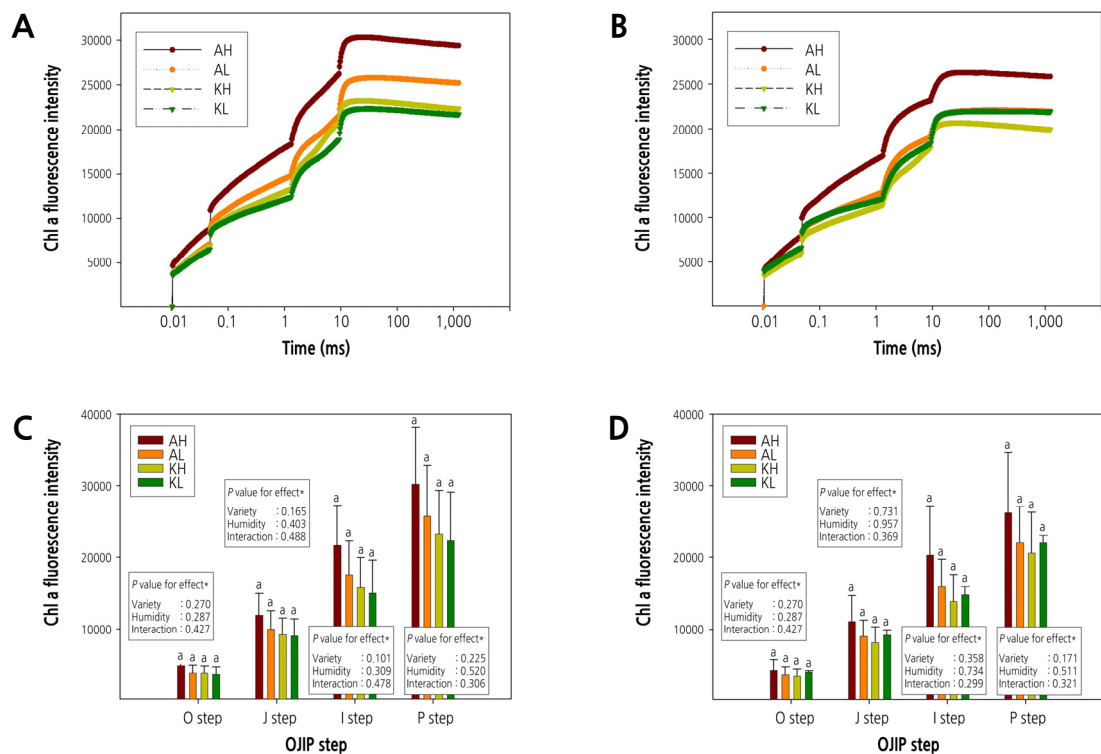 A
Chl a fluorescence intensity
30000
25000
20000
15000
10000
5000
AH
AL
KH
KL
0.01 0.1 1 10 100 1,000
Time (ms)
B
Chl a fluorescence intensity
30000
25000
20000
15000
10000
5000
AH
AL
KH
KL
0.01 0.1 1 10 100 1,000
Time (ms)
C
Chl a fluorescence intensity
40000
30000
20000
10000
AH
AL
KH
KL
P value for effect*
Variety : 0.270
Humidity : 0.287
Interaction : 0.427
P value for effect*
Variety : 0.165
Humidity : 0.403
Interaction : 0.488
P value for effect*
Variety : 0.101
Humidity : 0.309
Interaction : 0.478
P value for effect*
Variety : 0.225
Humidity : 0.520
Interaction : 0.306
a a a a
a a a a
a a a a
a a a a
O step J step I step P step
OJIP step
D
Chl a fluorescence intensity
40000
30000
20000
10000
AH
AL
KH
KL
P value for effect*
Variety : 0.270
Humidity : 0.287
Interaction : 0.427
P value for effect*
Variety : 0.731
Humidity : 0.957
Interaction : 0.369
P value for effect*
Variety : 0.358
Humidity : 0.734
Interaction : 0.299
P value for effect*
Variety : 0.171
Humidity : 0.511
Interaction : 0.321
a a a a
a a a a
a a a a
a a a a
O step J step I step P step
OJIP step